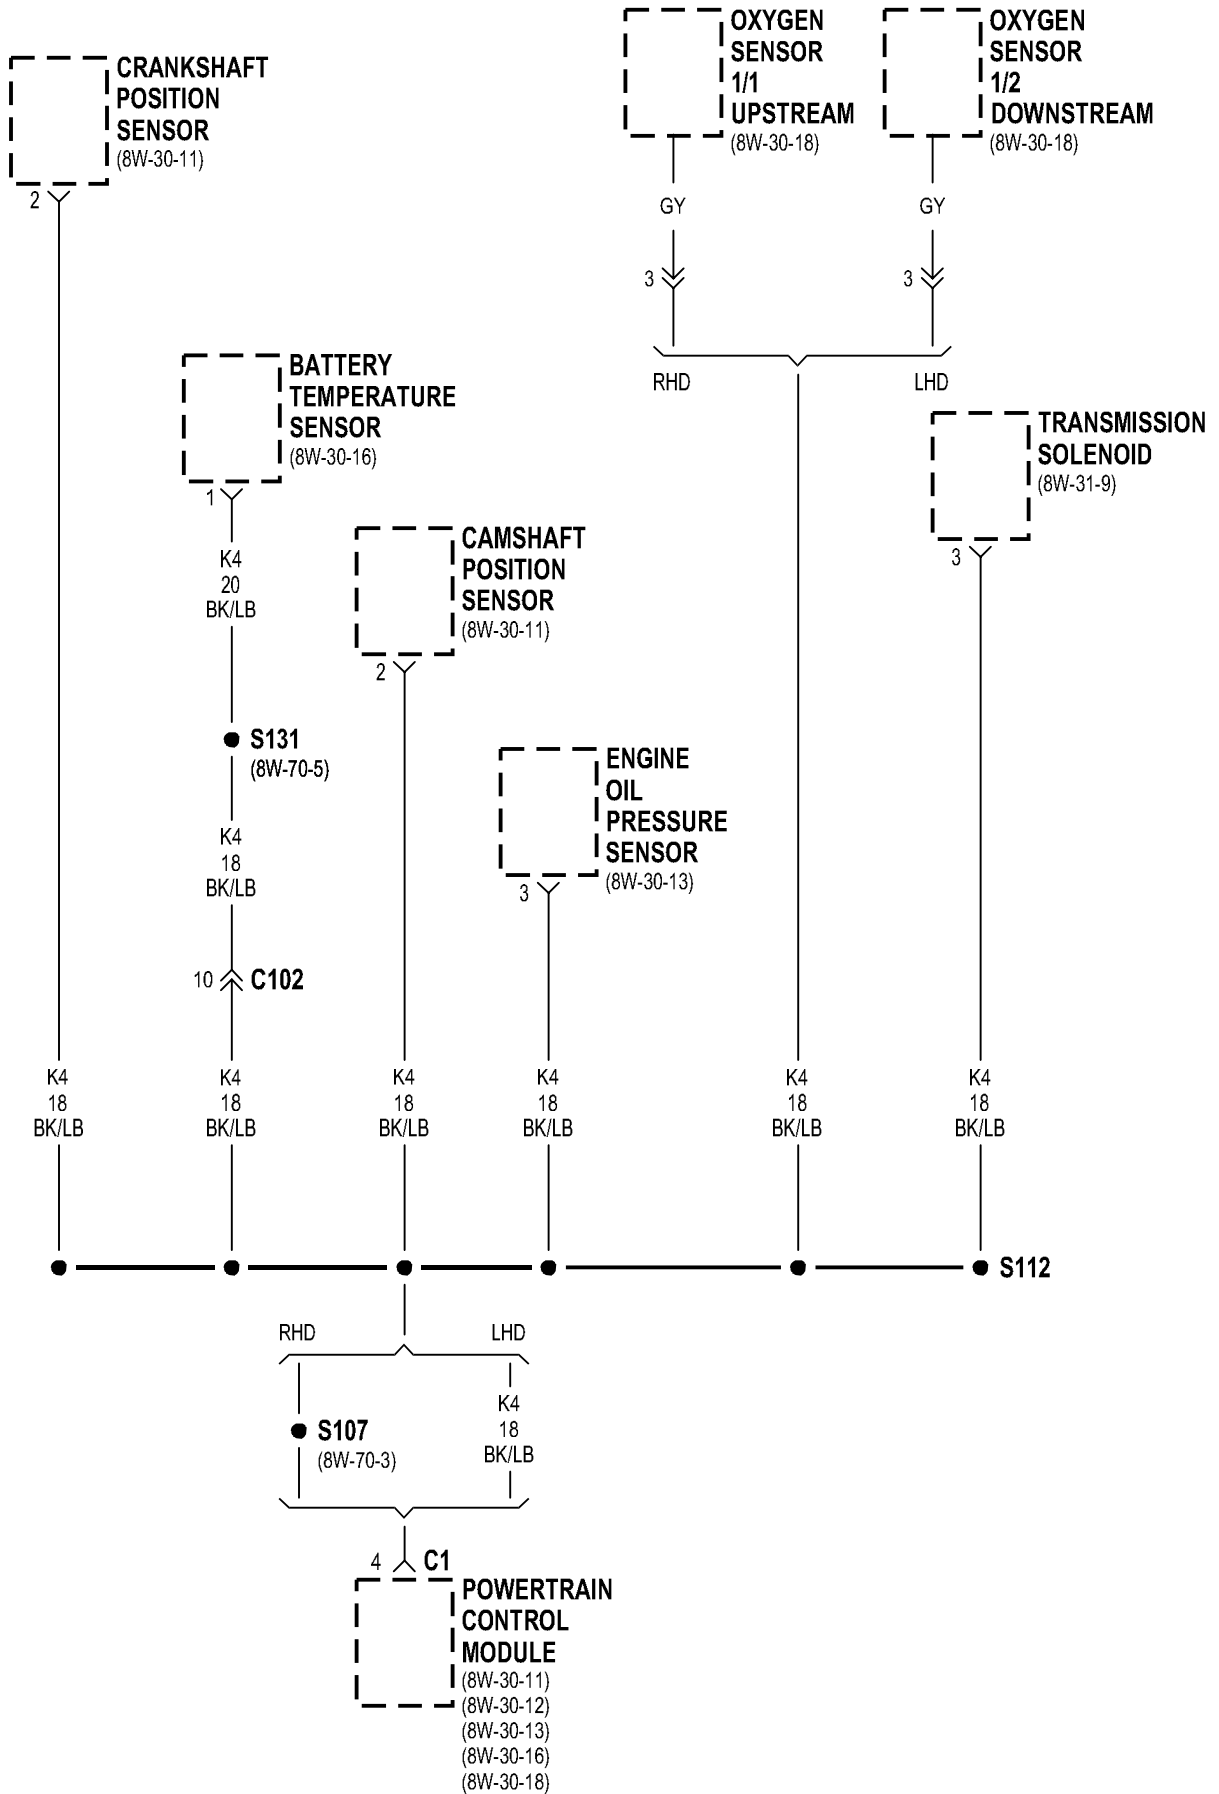 OXYGEN
SENSOR
1/1
UPSTREAM
(8W-30-18)
OXYGEN
SENSOR
1/2
DOWNSTREAM
(8W-30-18)
CRANKSHAFT
POSITION
SENSOR
(8W-30-11)
2
GY
GY
3
3
RHD
LHD
BATTERY
TEMPERATURE
SENSOR
(8W-30-16)
1
TRANSMISSION
SOLENOID
(8W-31-9)
3
K4
20
BK/LB
CAMSHAFT
POSITION
SENSOR
(8W-30-11)
2
S131
(8W-70-5)
K4
18
BK/LB
ENGINE
OIL
PRESSURE
SENSOR
(8W-30-13)
3
10
C102
K4
18
BK/LB
K4
18
BK/LB
K4
18
BK/LB
K4
18
BK/LB
K4
18
BK/LB
K4
18
BK/LB
S112
RHD
LHD
S107
(8W-70-3)
K4
18
BK/LB
4
C1
POWERTRAIN
CONTROL
MODULE
(8W-30-11)
(8W-30-12)
(8W-30-13)
(8W-30-16)
(8W-30-18)